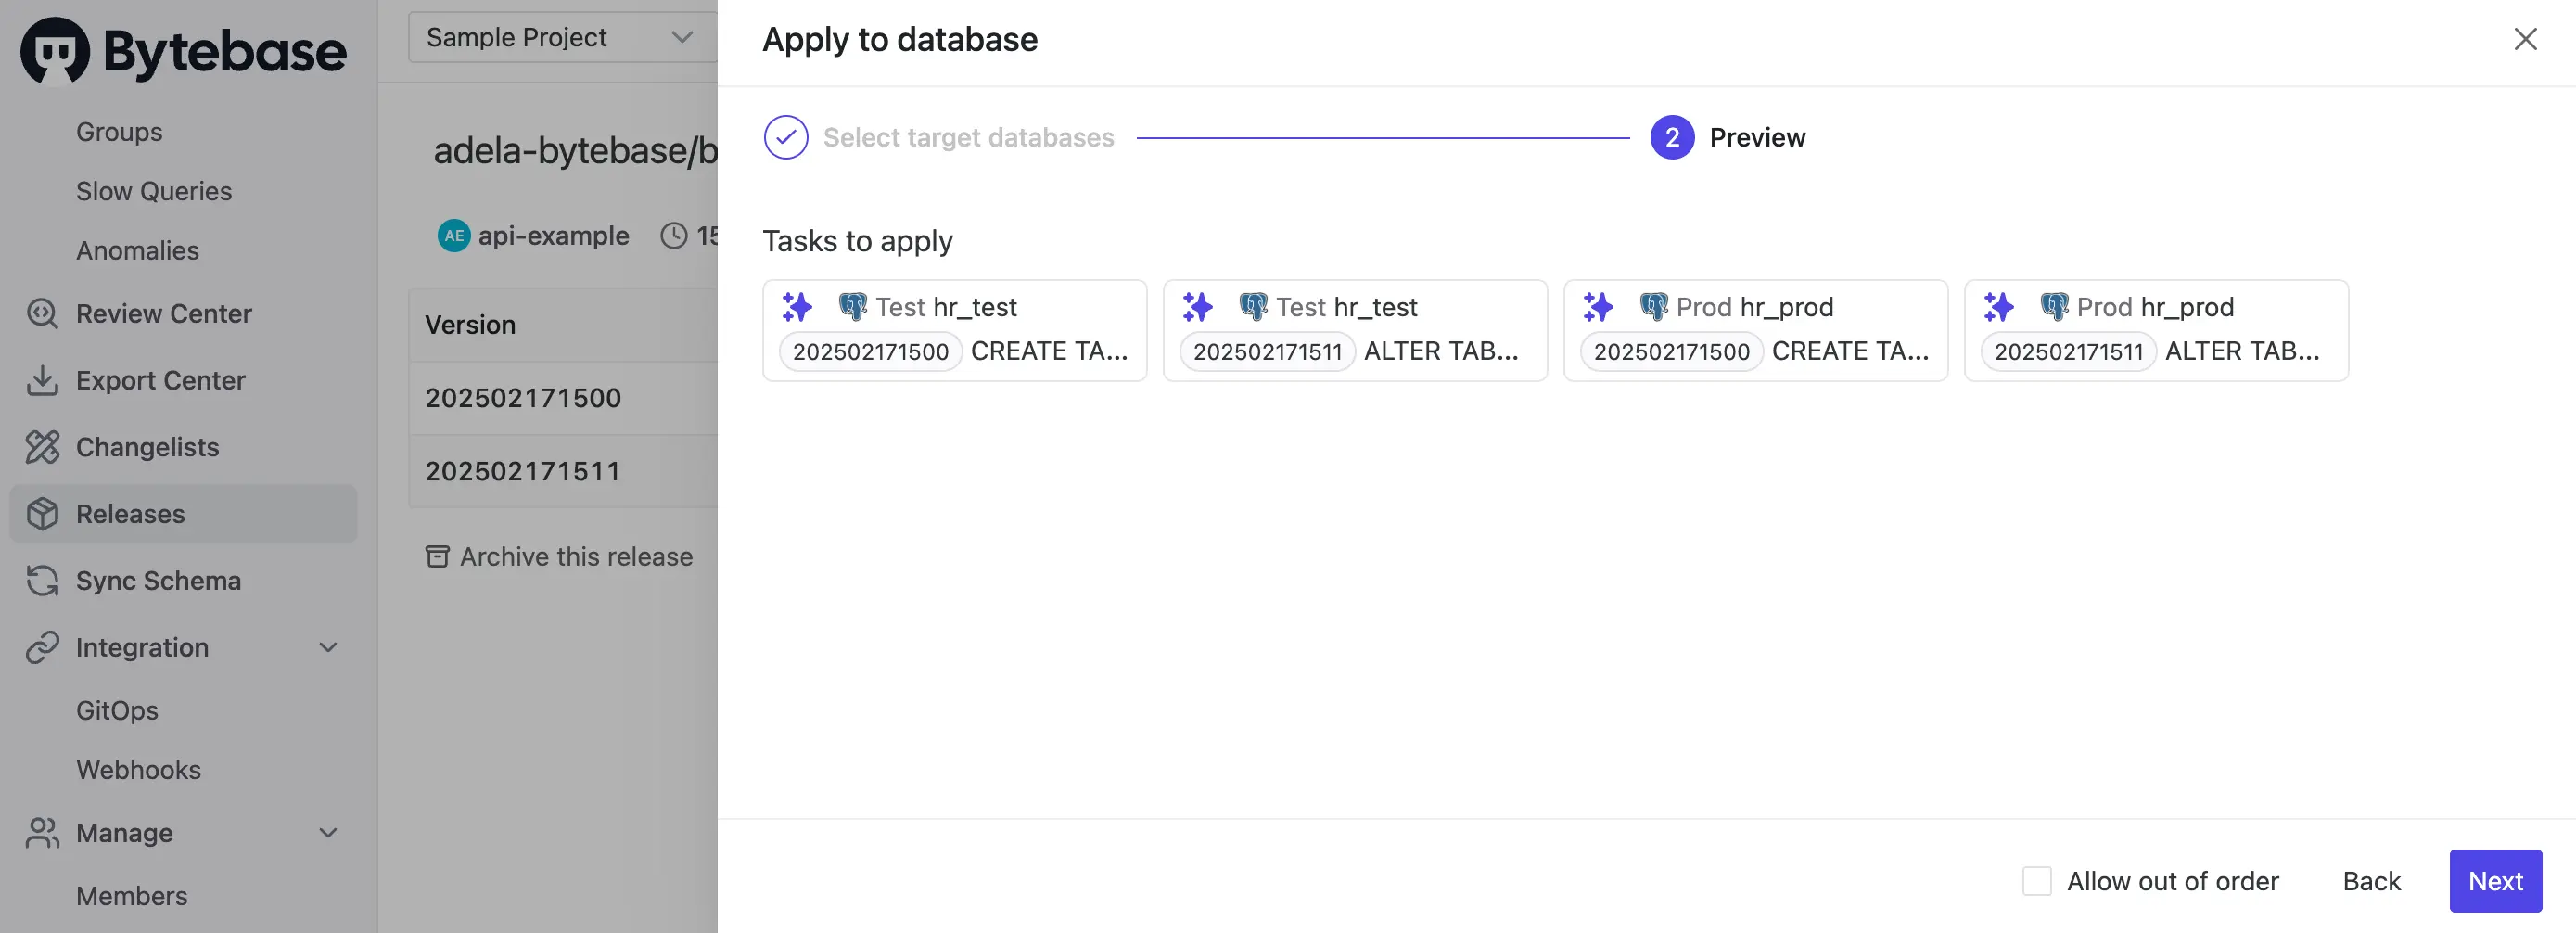 Bytebase
Groups
Slow Queries
Anomalies
Review Center
Export Center
Changelists
Releases
Sync Schema
Integration
GitOps
Webhooks
Manage
Members
Sample Project
adela-bytebase/b
AE api-example 15
Version
202502171500
202502171511
Archive this release
Apply to database
Select target databases
2 Preview
Tasks to apply
Test hr_test
202502171500 CREATE TA...
Test hr_test
202502171511 ALTER TAB...
Prod hr_prod
202502171500 CREATE TA...
Prod hr_prod
202502171511 ALTER TAB...
Allow out of order
Back
Next